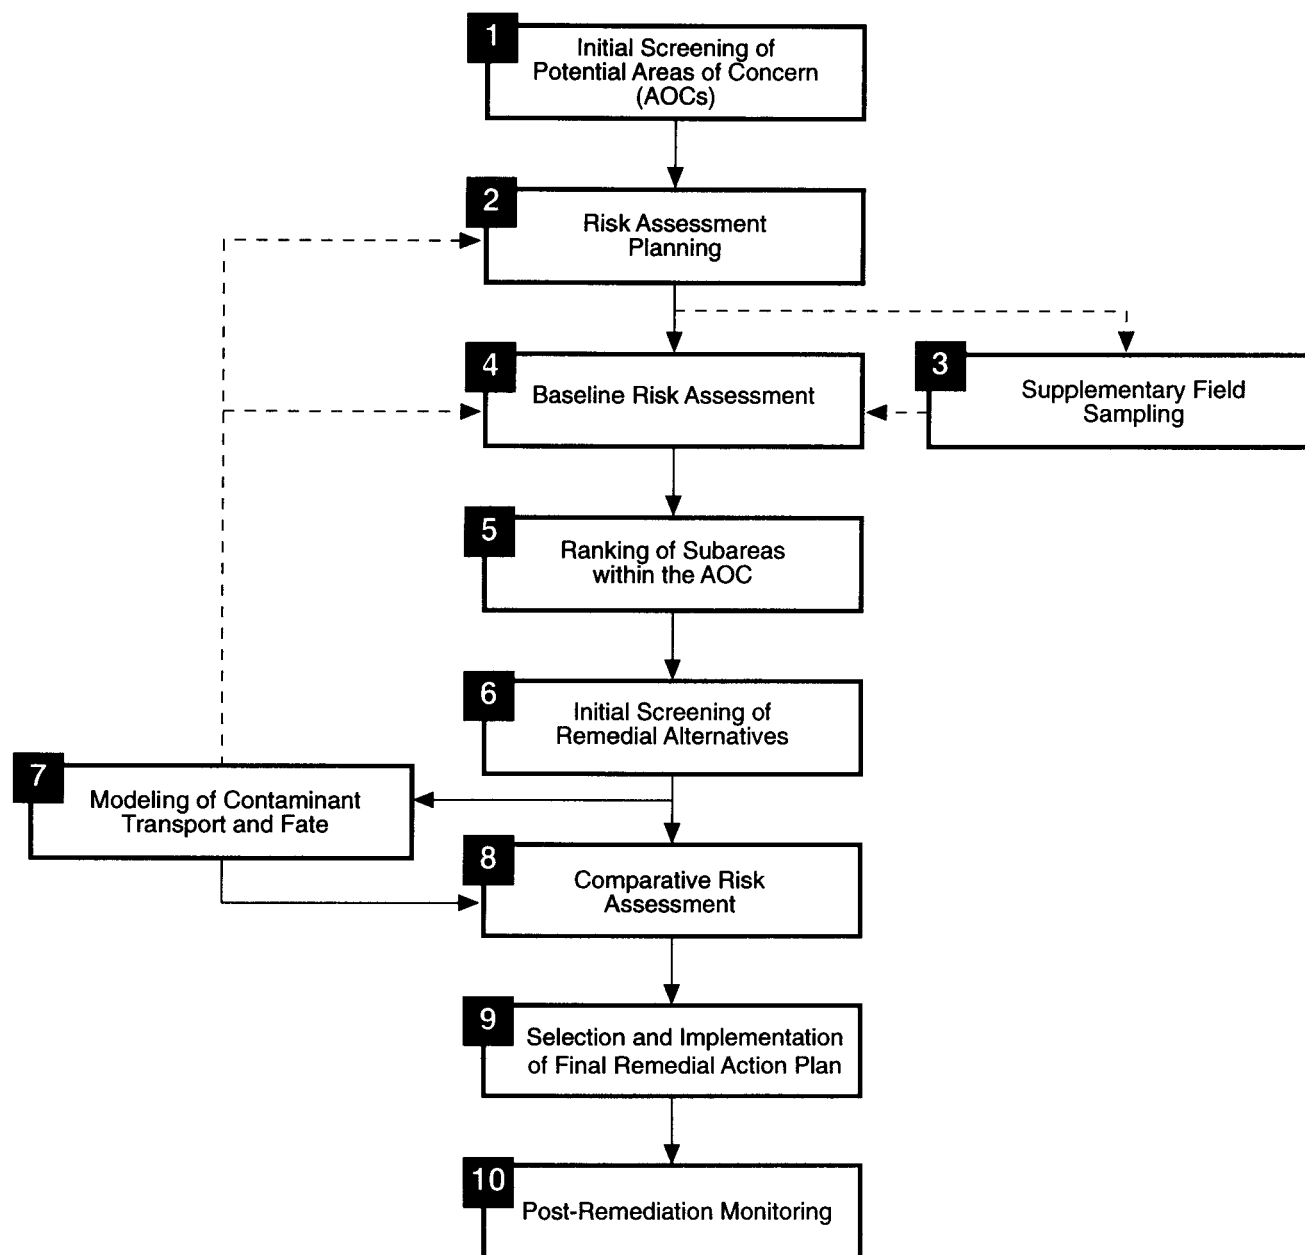 1
Initial Screening of
Potential Areas of Concern
(AOCs)
2
Risk Assessment
Planning
4
Baseline Risk Assessment
3
Supplementary Field
Sampling
5
Ranking of Subareas
within the AOC
6
Initial Screening of
Remedial Alternatives
7
Modeling of Contaminant
Transport and Fate
8
Comparative Risk
Assessment
9
Selection and Implementation
of Final Remedial Action Plan
10
Post-Remediation Monitoring